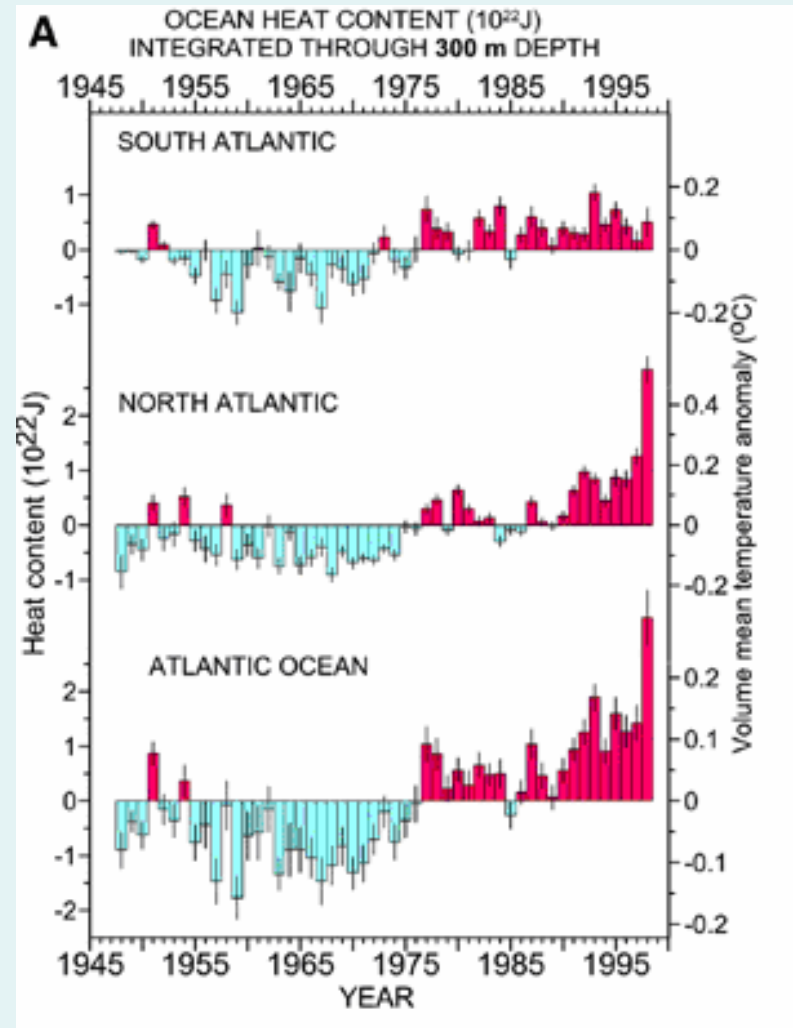 A
OCEAN HEAT CONTENT (10²²J)
INTEGRATED THROUGH 300 m DEPTH
1945 1955 1965 1975 1985 1995
SOUTH ATLANTIC
1
0
-1
0.2
0
-0.2
NORTH ATLANTIC
2
1
0
-1
0.4
0.2
0
-0.2
ATLANTIC OCEAN
2
1
0
-1
-2
0.2
0.1
0
-0.1
-0.2
Heat content (10²²J)
Volume mean temperature anomaly (°C)
1945 1955 1965 1975 1985 1995
YEAR